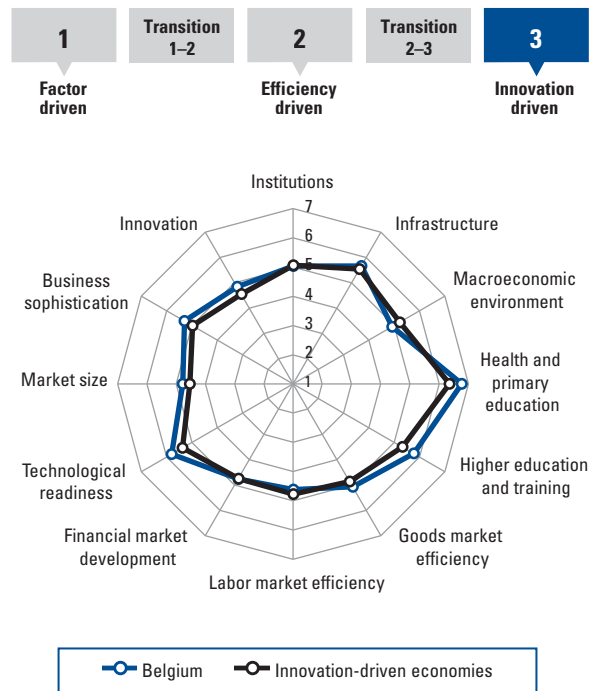 1
Transition
1–2
2
Transition
2–3
3
Factor
driven
Efficiency
driven
Innovation
driven
Institutions
Innovation
Infrastructure
Business
sophistication
Macroeconomic
environment
Market size
Health and
primary
education
Technological
readiness
Higher education
and training
Financial market
development
Goods market
efficiency
Labor market efficiency
7
6
5
4
3
2
1
Belgium
Innovation-driven economies